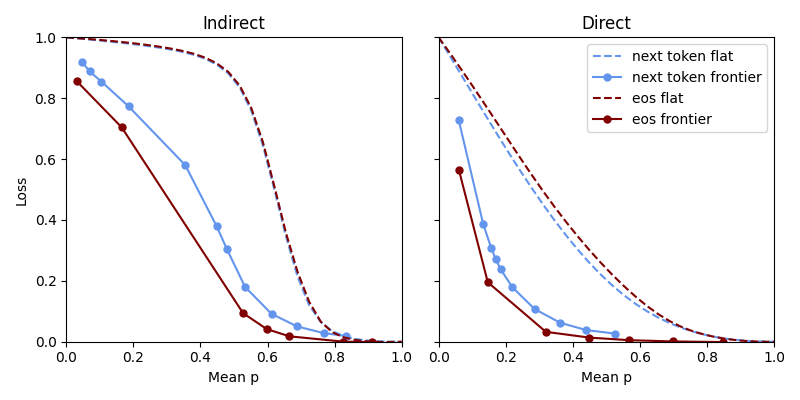 Indirect
Direct
1.0
0.8
0.6
0.4
0.2
0.0
Loss
0.0 0.2 0.4 0.6 0.8 1.0
Mean p
next token flat
next token frontier
eos flat
eos frontier
0.0 0.2 0.4 0.6 0.8 1.0
Mean p